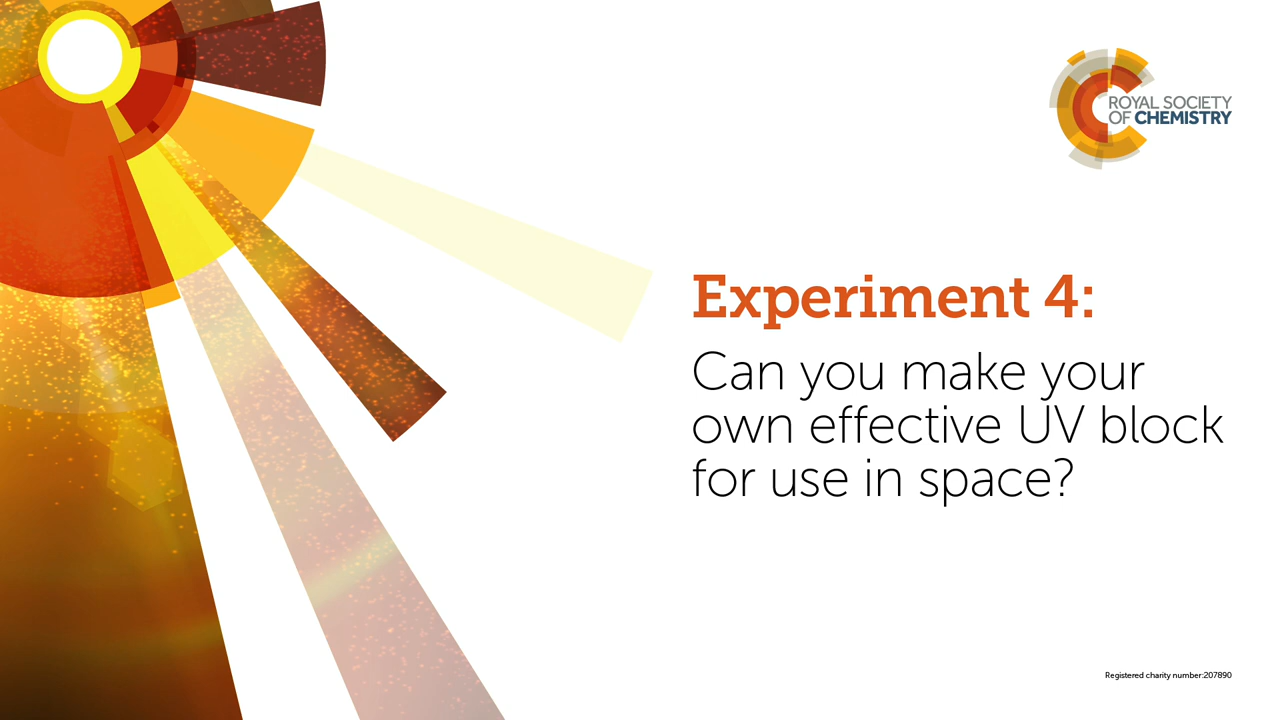 ROYAL SOCIETY
OF CHEMISTRY
Experiment 4:
Can you make your
own effective UV block
for use in space?
Registered charity number:207890